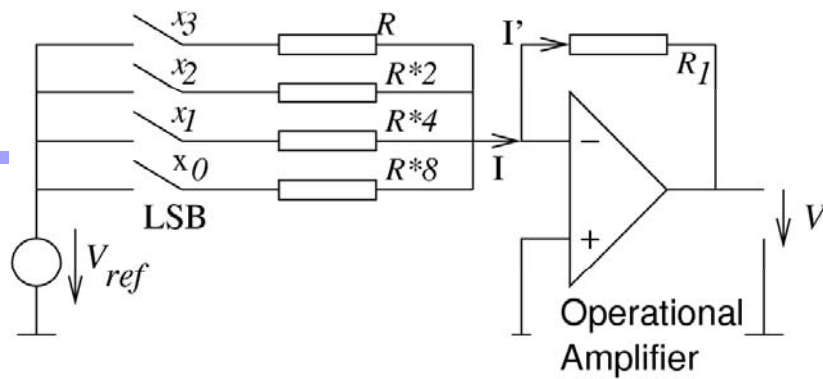 x3
R
I'
x2
R*2
R1
x1
R*4
I
−
x0
R*8
LSB
V
+
Vref
Operational
Amplifier